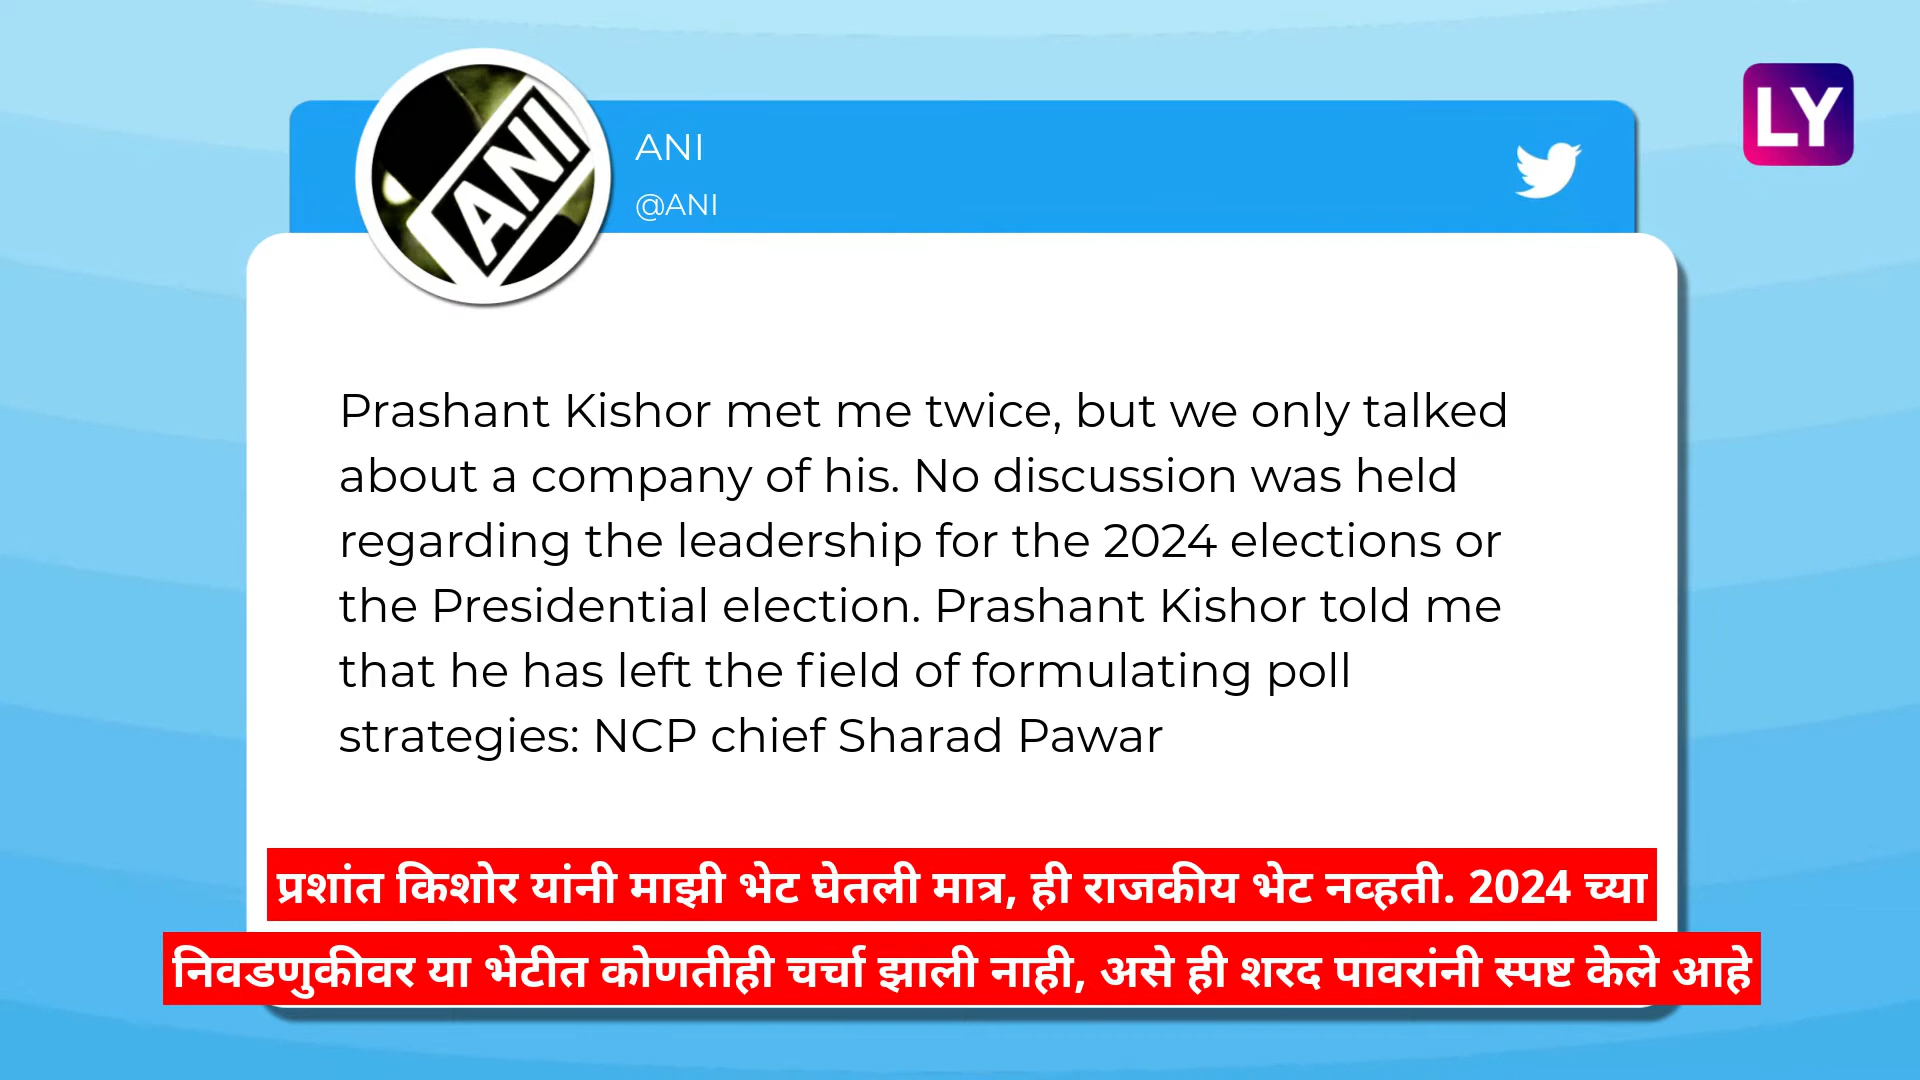 ANI
LY
ANI
@ANI
Prashant Kishor met me twice, but we only talked
about a company of his. No discussion was held
regarding the leadership for the 2024 elections or
the Presidential election. Prashant Kishor told me
that he has left the field of formulating poll
strategies: NCP chief Sharad Pawar
प्रशांत किशोर यांनी माझी भेट घेतली मात्र, ही राजकीय भेट नव्हती. 2024 च्या
निवडणुकीवर या भेटीत कोणतीही चर्चा झाली नाही, असे ही शरद पावरांनी स्पष्ट केले आहे